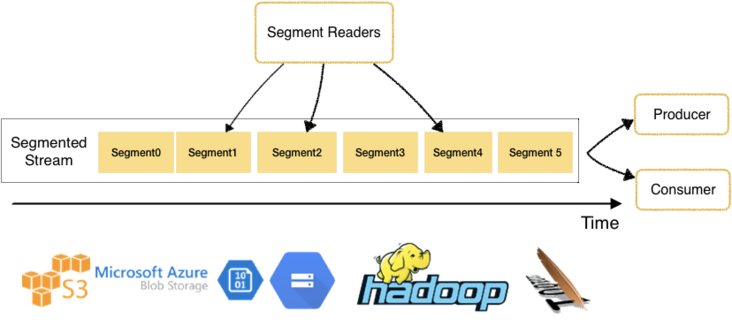 Segment Readers
Segmented
Stream
Segment0
Segment1
Segment2
Segment3
Segment4
Segment 5
Producer
Consumer
Time
S3
Microsoft Azure
Blob Storage
10
01
hadoop